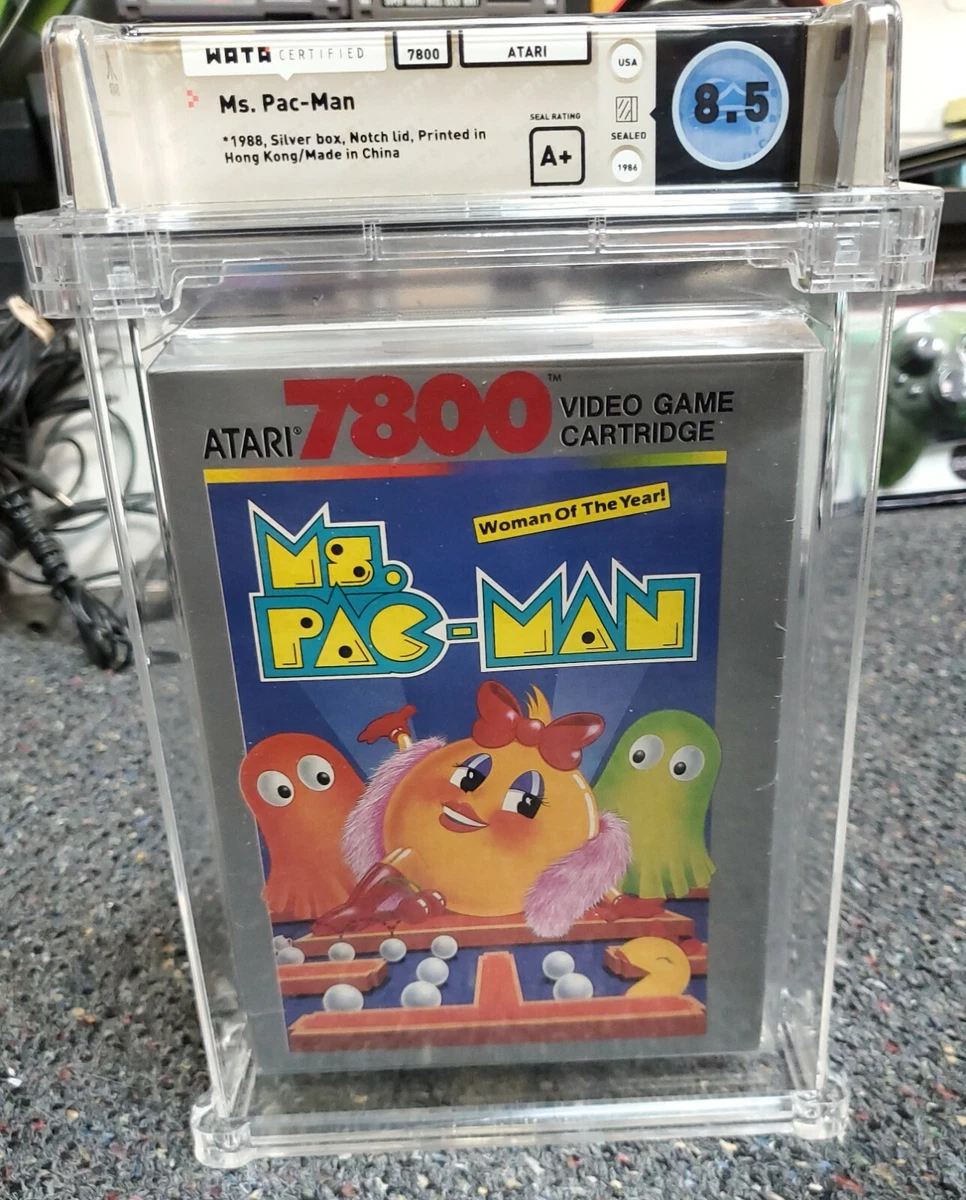 WATA CERTIFIED
7800
ATARI
USA
8.5
Ms. Pac-Man
*1988, Silver box, Notch lid, Printed in
Hong Kong/Made in China
SEAL RATING
A+
SEALED
1986
ATARI® 7800™ VIDEO GAME
CARTRIDGE
Woman Of The Year!
Ms.
PAC-MAN